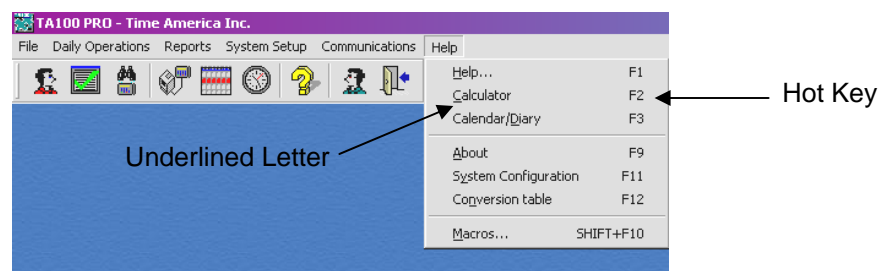 TA100 PRO - Time America Inc.
File Daily Operations Reports System Setup Communications Help
Help... F1
Calculator F2
Hot Key
Calendar/Diary F3
Underlined Letter
About F9
System Configuration F11
Conversion table F12
Macros... SHIFT+F10